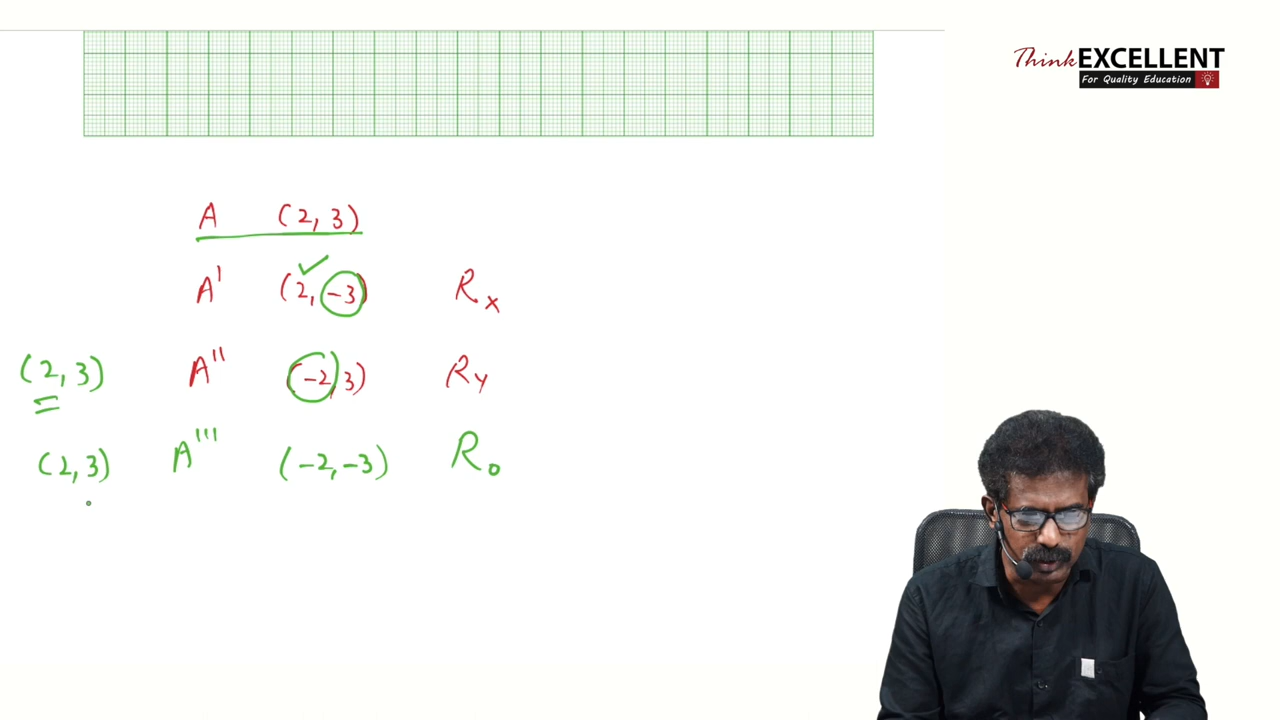 Think EXCELLENT
For Quality Education
A (2, 3)
A' (2, -3) Rx
(2, 3) A'' (-2, 3) Ry
(2, 3) A''' (-2, -3) Ro